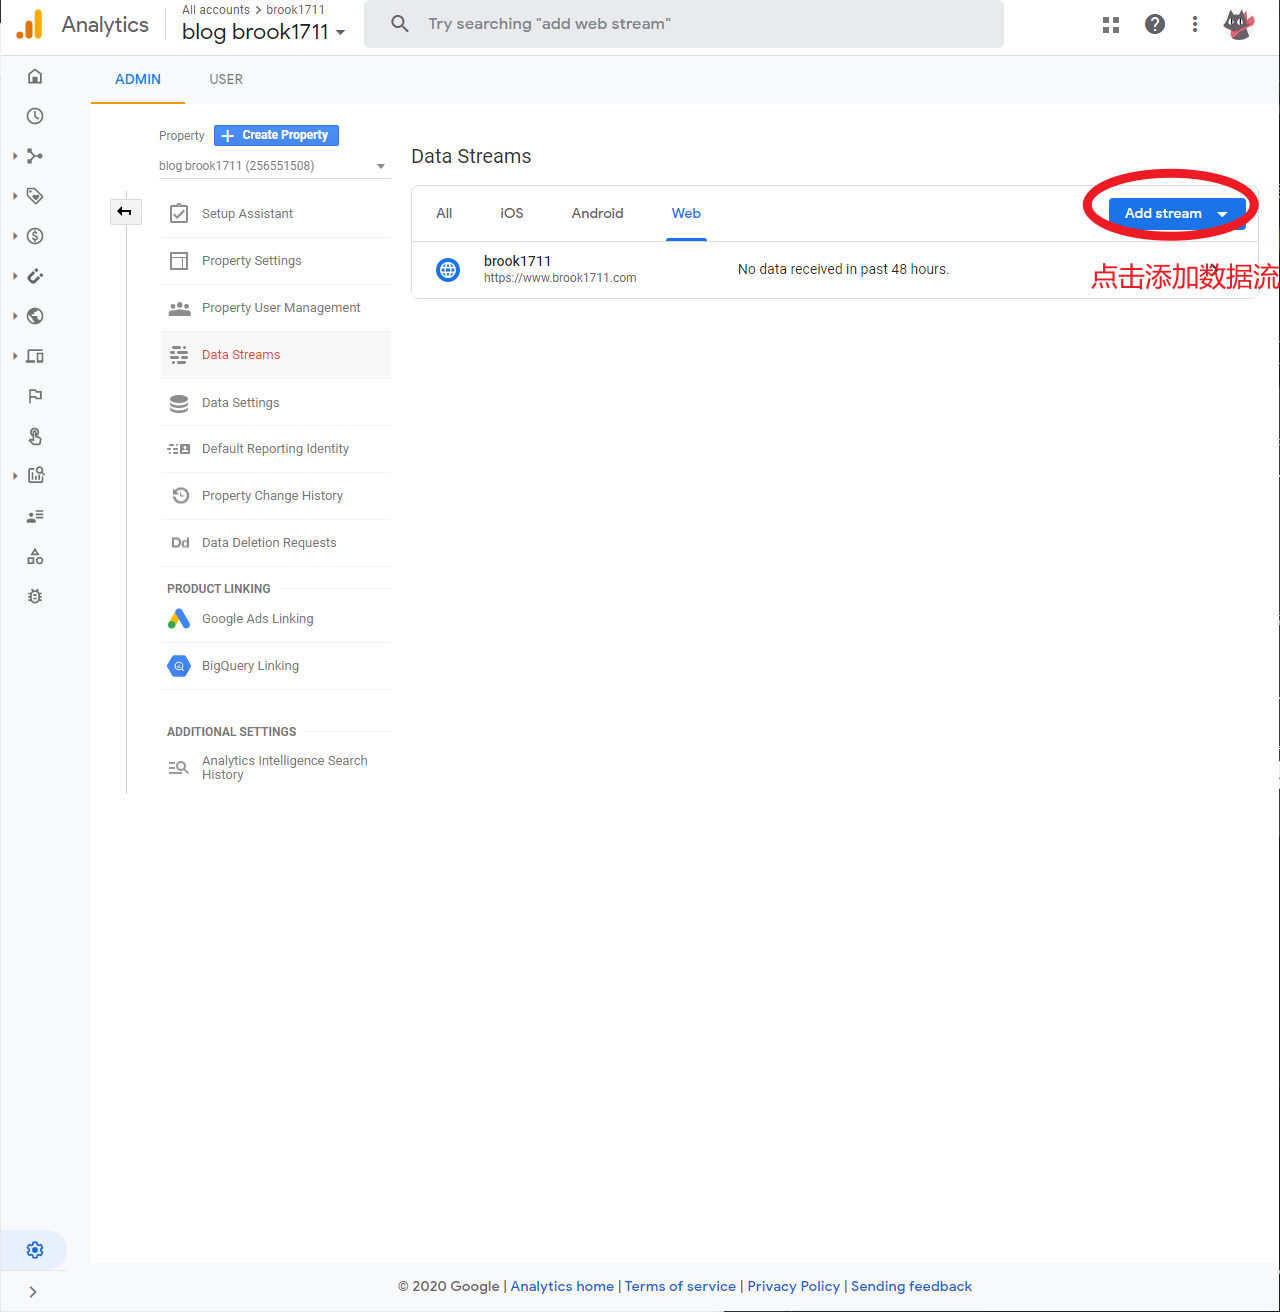 Analytics
All accounts > brook1711
blog brook1711
Try searching "add web stream"
ADMIN
USER
Property
Create Property
blog brook1711 (256551508)
Setup Assistant
Property Settings
Property User Management
Data Streams
Data Settings
Default Reporting Identity
Property Change History
Dd Data Deletion Requests
PRODUCT LINKING
Google Ads Linking
BigQuery Linking
ADDITIONAL SETTINGS
Analytics Intelligence Search
History
Data Streams
All
iOS
Android
Web
Add stream
brook1711
https://www.brook1711.com
No data received in past 48 hours.
点击添加数据流
© 2020 Google | Analytics home | Terms of service | Privacy Policy | Sending feedback